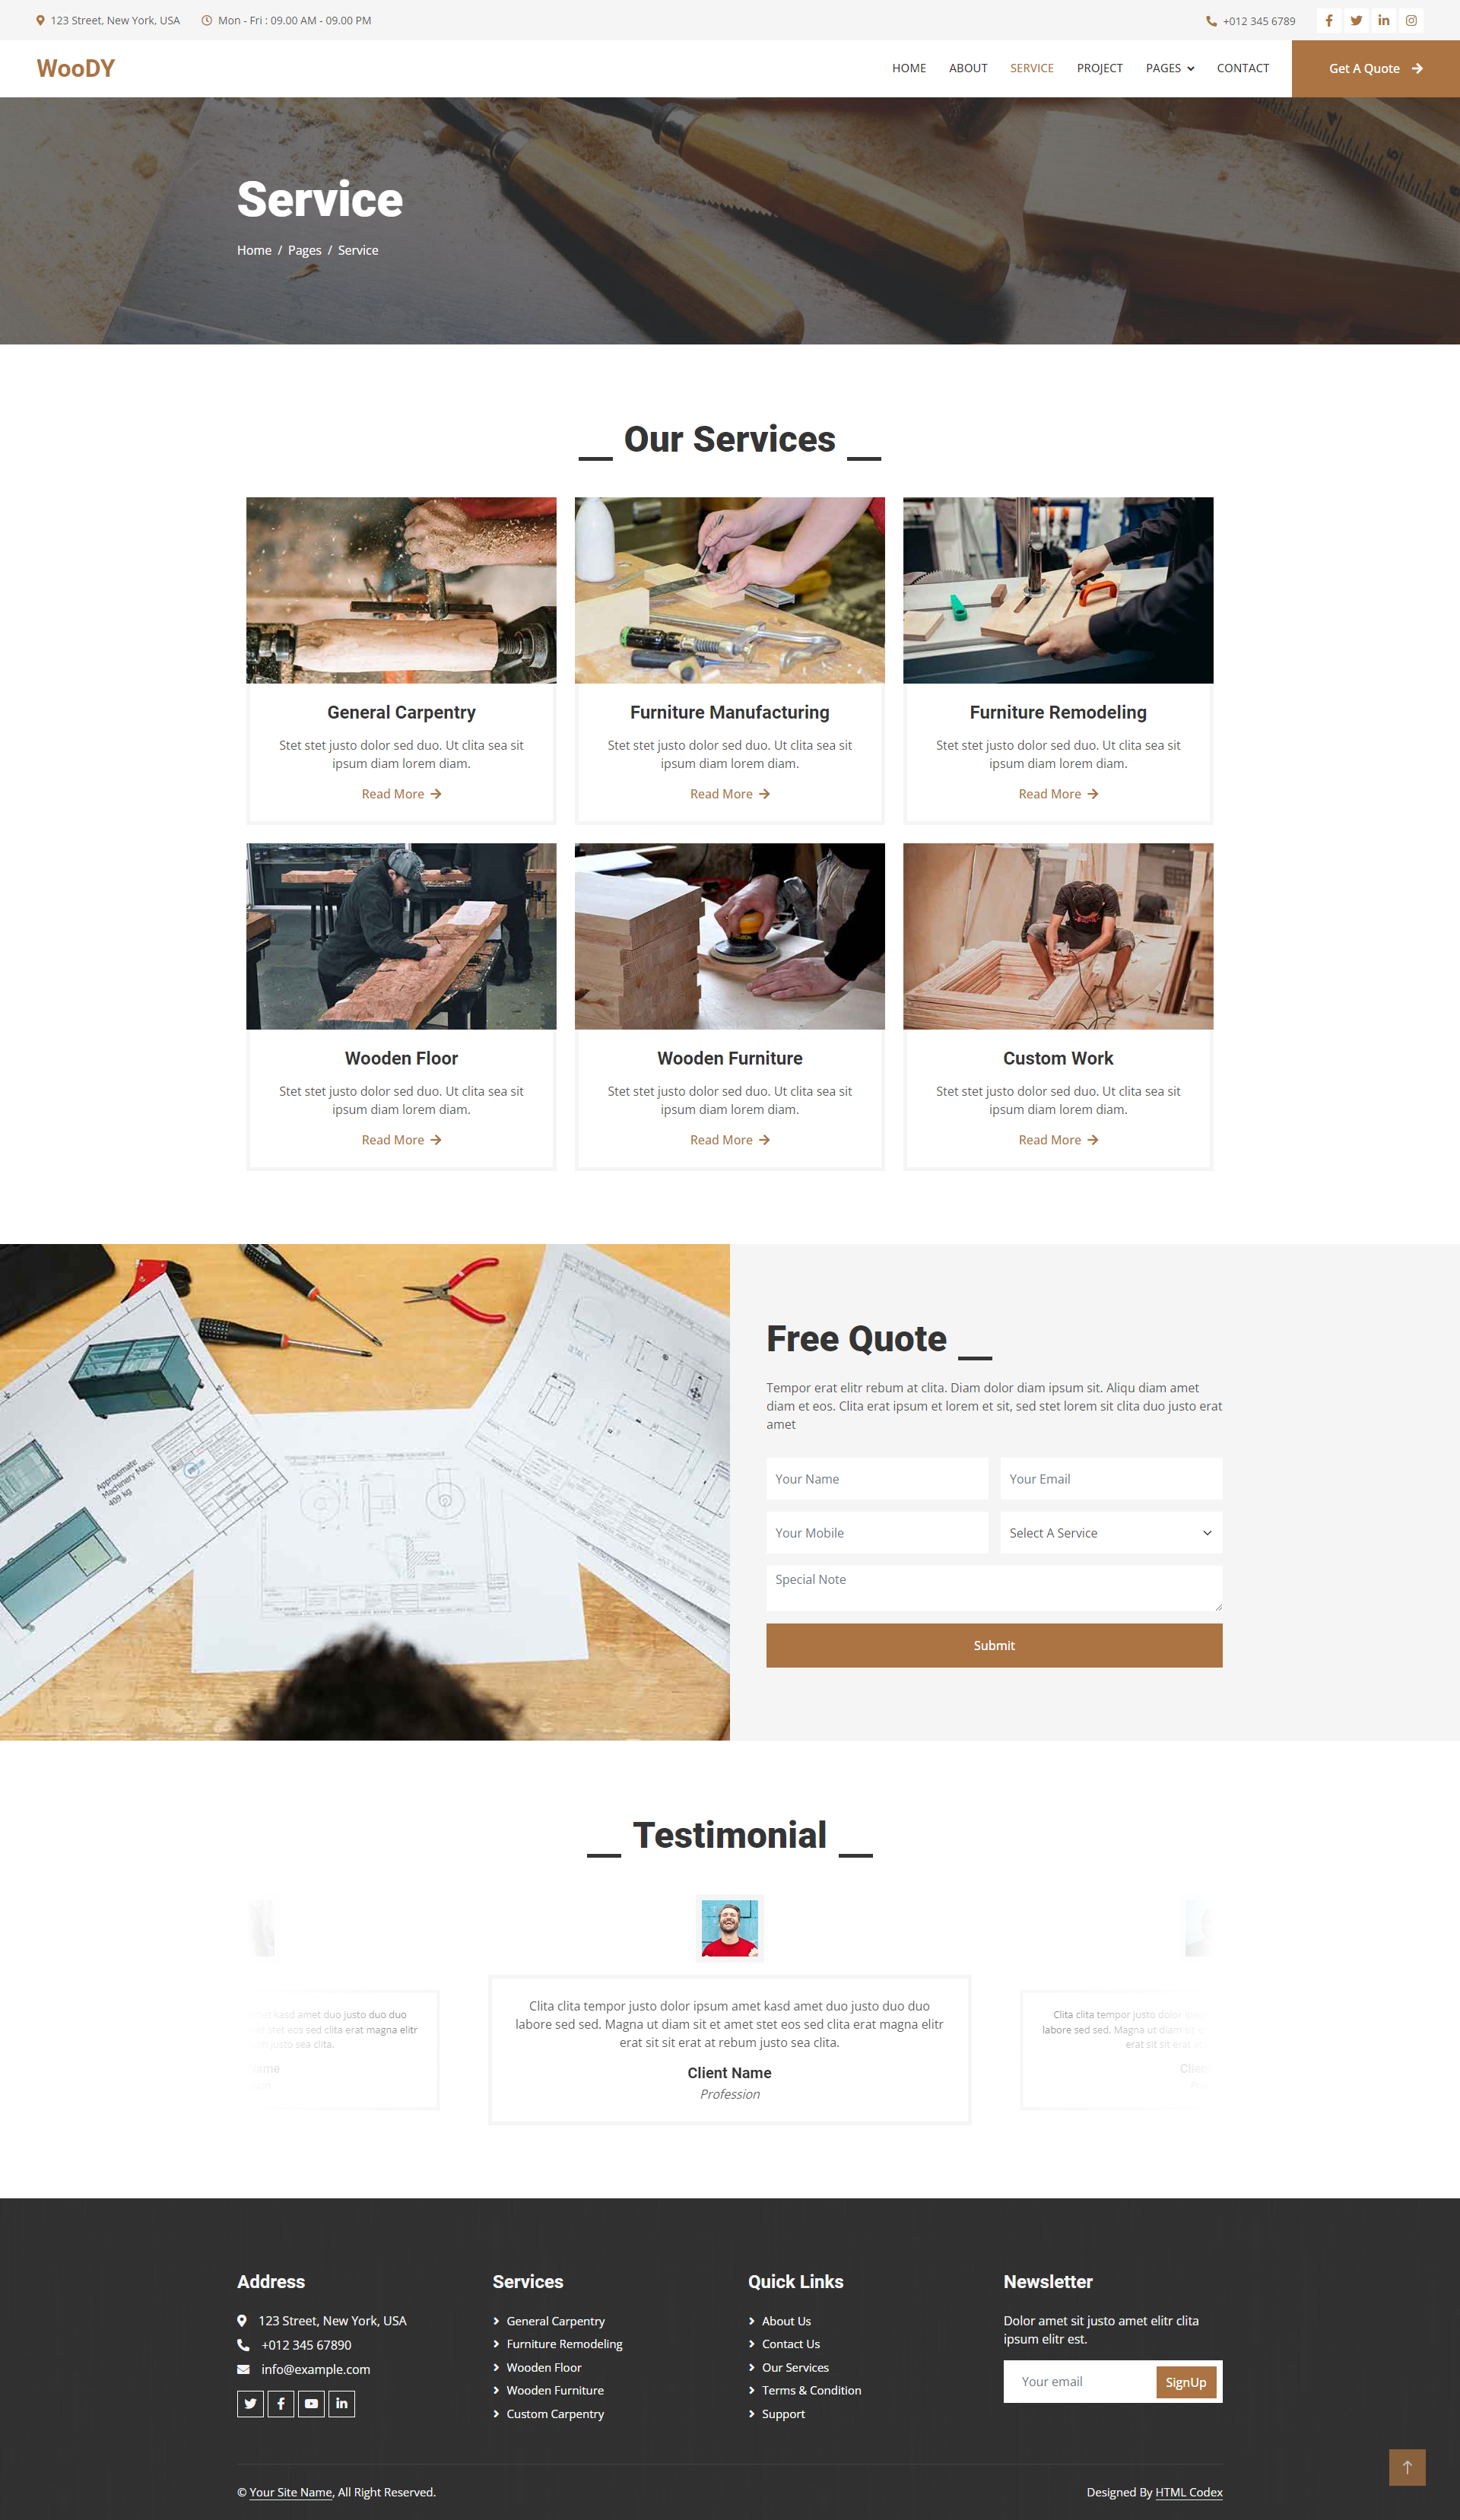 123 Street, New York, USA
Mon - Fri : 09.00 AM - 09.00 PM
+012 345 6789
WooDY
HOME
ABOUT
SERVICE
PROJECT
PAGES
CONTACT
Get A Quote
Service
Home / Pages / Service
Our Services
General Carpentry
Stet stet justo dolor sed duo. Ut clita sea sit
ipsum diam lorem diam.
Read More
Furniture Manufacturing
Stet stet justo dolor sed duo. Ut clita sea sit
ipsum diam lorem diam.
Read More
Furniture Remodeling
Stet stet justo dolor sed duo. Ut clita sea sit
ipsum diam lorem diam.
Read More
Wooden Floor
Stet stet justo dolor sed duo. Ut clita sea sit
ipsum diam lorem diam.
Read More
Wooden Furniture
Stet stet justo dolor sed duo. Ut clita sea sit
ipsum diam lorem diam.
Read More
Custom Work
Stet stet justo dolor sed duo. Ut clita sea sit
ipsum diam lorem diam.
Read More
Approximate
Machinery Mass:
409 kg
Free Quote
Tempor erat elitr rebum at clita. Diam dolor diam ipsum sit. Aliqu diam amet
diam et eos. Clita erat ipsum et lorem et sit, sed stet lorem sit clita duo justo erat
amet
Your Name
Your Email
Your Mobile
Select A Service
Special Note
Submit
Testimonial
kasd amet duo justo duo duo
stet eos sed clita erat magna elitr
justo sea clita.
Clita clita tempor justo dolor ipsum amet kasd amet duo justo duo duo
labore sed sed. Magna ut diam sit et amet stet eos sed clita erat magna elitr
erat sit sit erat at rebum justo sea clita.
Client Name
Profession
Clita clita tempor justo dolor
labore sed sed. Magna ut diam sit
erat sit sit erat
Address
123 Street, New York, USA
+012 345 67890
info@example.com
Services
General Carpentry
Furniture Remodeling
Wooden Floor
Wooden Furniture
Custom Carpentry
Quick Links
About Us
Contact Us
Our Services
Terms & Condition
Support
Newsletter
Dolor amet sit justo amet elitr clita
ipsum elitr est.
Your email
SignUp
© Your Site Name, All Right Reserved.
Designed By HTML Codex